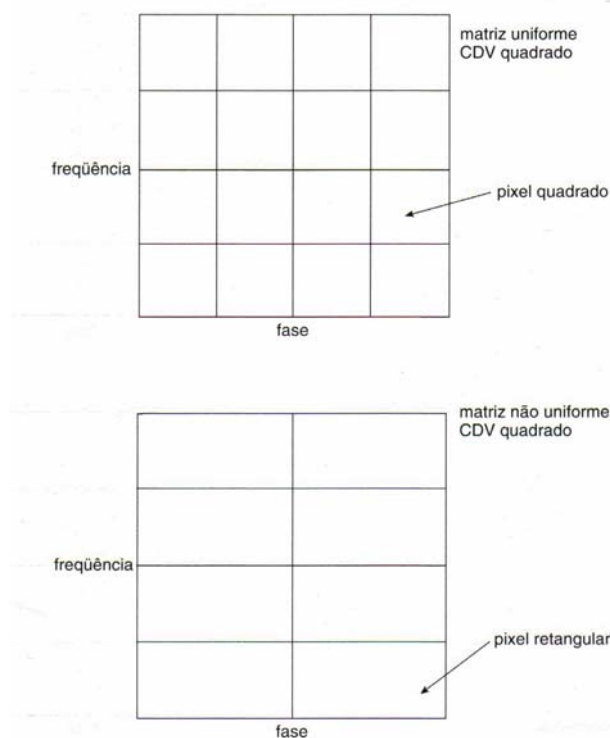 matriz uniforme
CDV quadrado
freqüência
pixel quadrado
fase
matriz não uniforme
CDV quadrado
freqüência
pixel retangular
fase